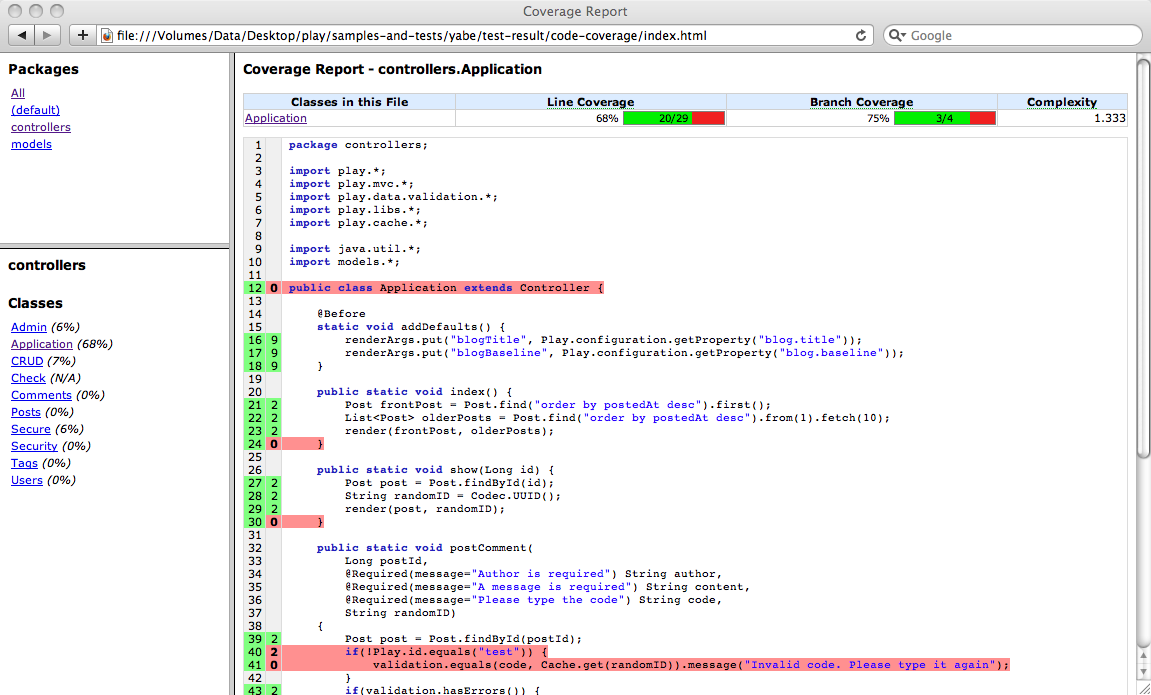 Coverage Report
file:///Volumes/Data/Desktop/play/samples-and-tests/yabe/test-result/code-coverage/index.html
Google
Packages
All
(default)
controllers
models
controllers
Classes
Admin (6%)
Application (68%)
CRUD (7%)
Check (N/A)
Comments (0%)
Posts (0%)
Secure (6%)
Security (0%)
Tags (0%)
Users (0%)
Coverage Report - controllers.Application
Classes in this File Line Coverage Branch Coverage Complexity
Application 68% 20/29 75% 3/4 1.333
1 package controllers;
2
3 import play.*;
4 import play.mvc.*;
5 import play.data.validation.*;
6 import play.libs.*;
7 import play.cache.*;
8
9 import java.util.*;
10 import models.*;
11
12 0 public class Application extends Controller {
13
14 @Before
15 static void addDefaults() {
16 9 renderArgs.put("blogTitle", Play.configuration.getProperty("blog.title"));
17 9 renderArgs.put("blogBaseline", Play.configuration.getProperty("blog.baseline"));
18 9 }
19
20 public static void index() {
21 2 Post frontPost = Post.find("order by postedAt desc").first();
22 2 List<Post> olderPosts = Post.find("order by postedAt desc").from(1).fetch(10);
23 2 render(frontPost, olderPosts);
24 0 }
25
26 public static void show(Long id) {
27 2 Post post = Post.findById(id);
28 2 String randomID = Codec.UUID();
29 2 render(post, randomID);
30 0 }
31
32 public static void postComment(
33 Long postId,
34 @Required(message="Author is required") String author,
35 @Required(message="A message is required") String content,
36 @Required(message="Please type the code") String code,
37 String randomID)
38 {
39 2 Post post = Post.findById(postId);
40 2 if(!Play.id.equals("test")) {
41 0 validation.equals(code, Cache.get(randomID)).message("Invalid code. Please type it again");
42 }
43 2 if(validation.hasErrors()) {